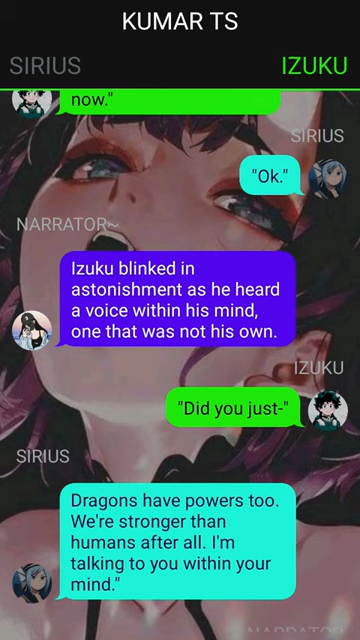 KUMAR TS
SIRIUS
IZUKU
now."
SIRIUS
"Ok."
NARRATOR~
Izuku blinked in
astonishment as he heard
a voice within his mind,
one that was not his own.
IZUKU
"Did you just-"
SIRIUS
Dragons have powers too.
We're stronger than
humans after all. I'm
talking to you within your
mind."
NARRATOR